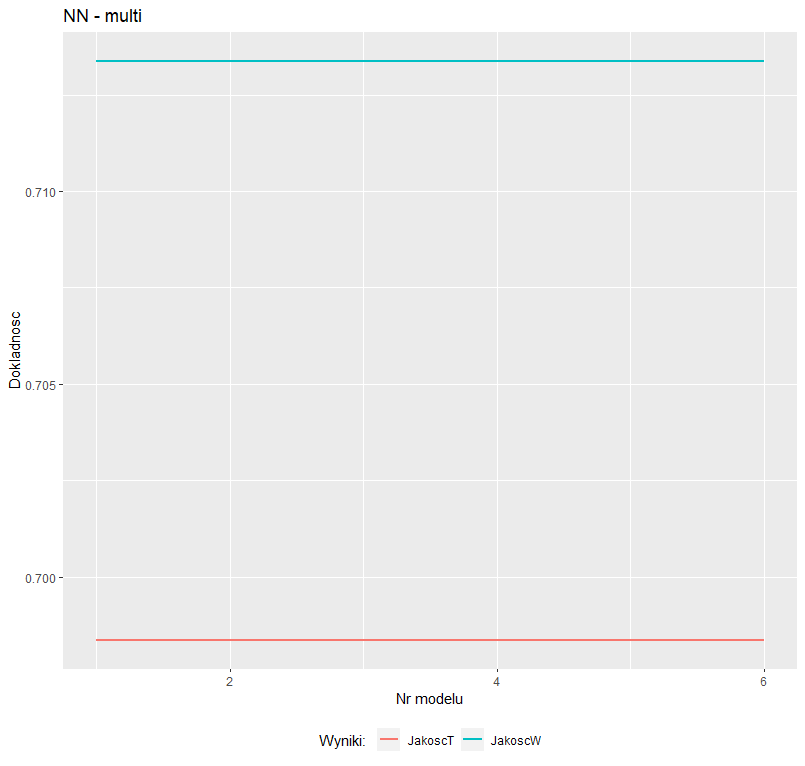 NN - multi
Dokladnosc
0.710
0.705
0.700
2 4 6
Nr modelu
Wyniki: JakoscT JakoscW